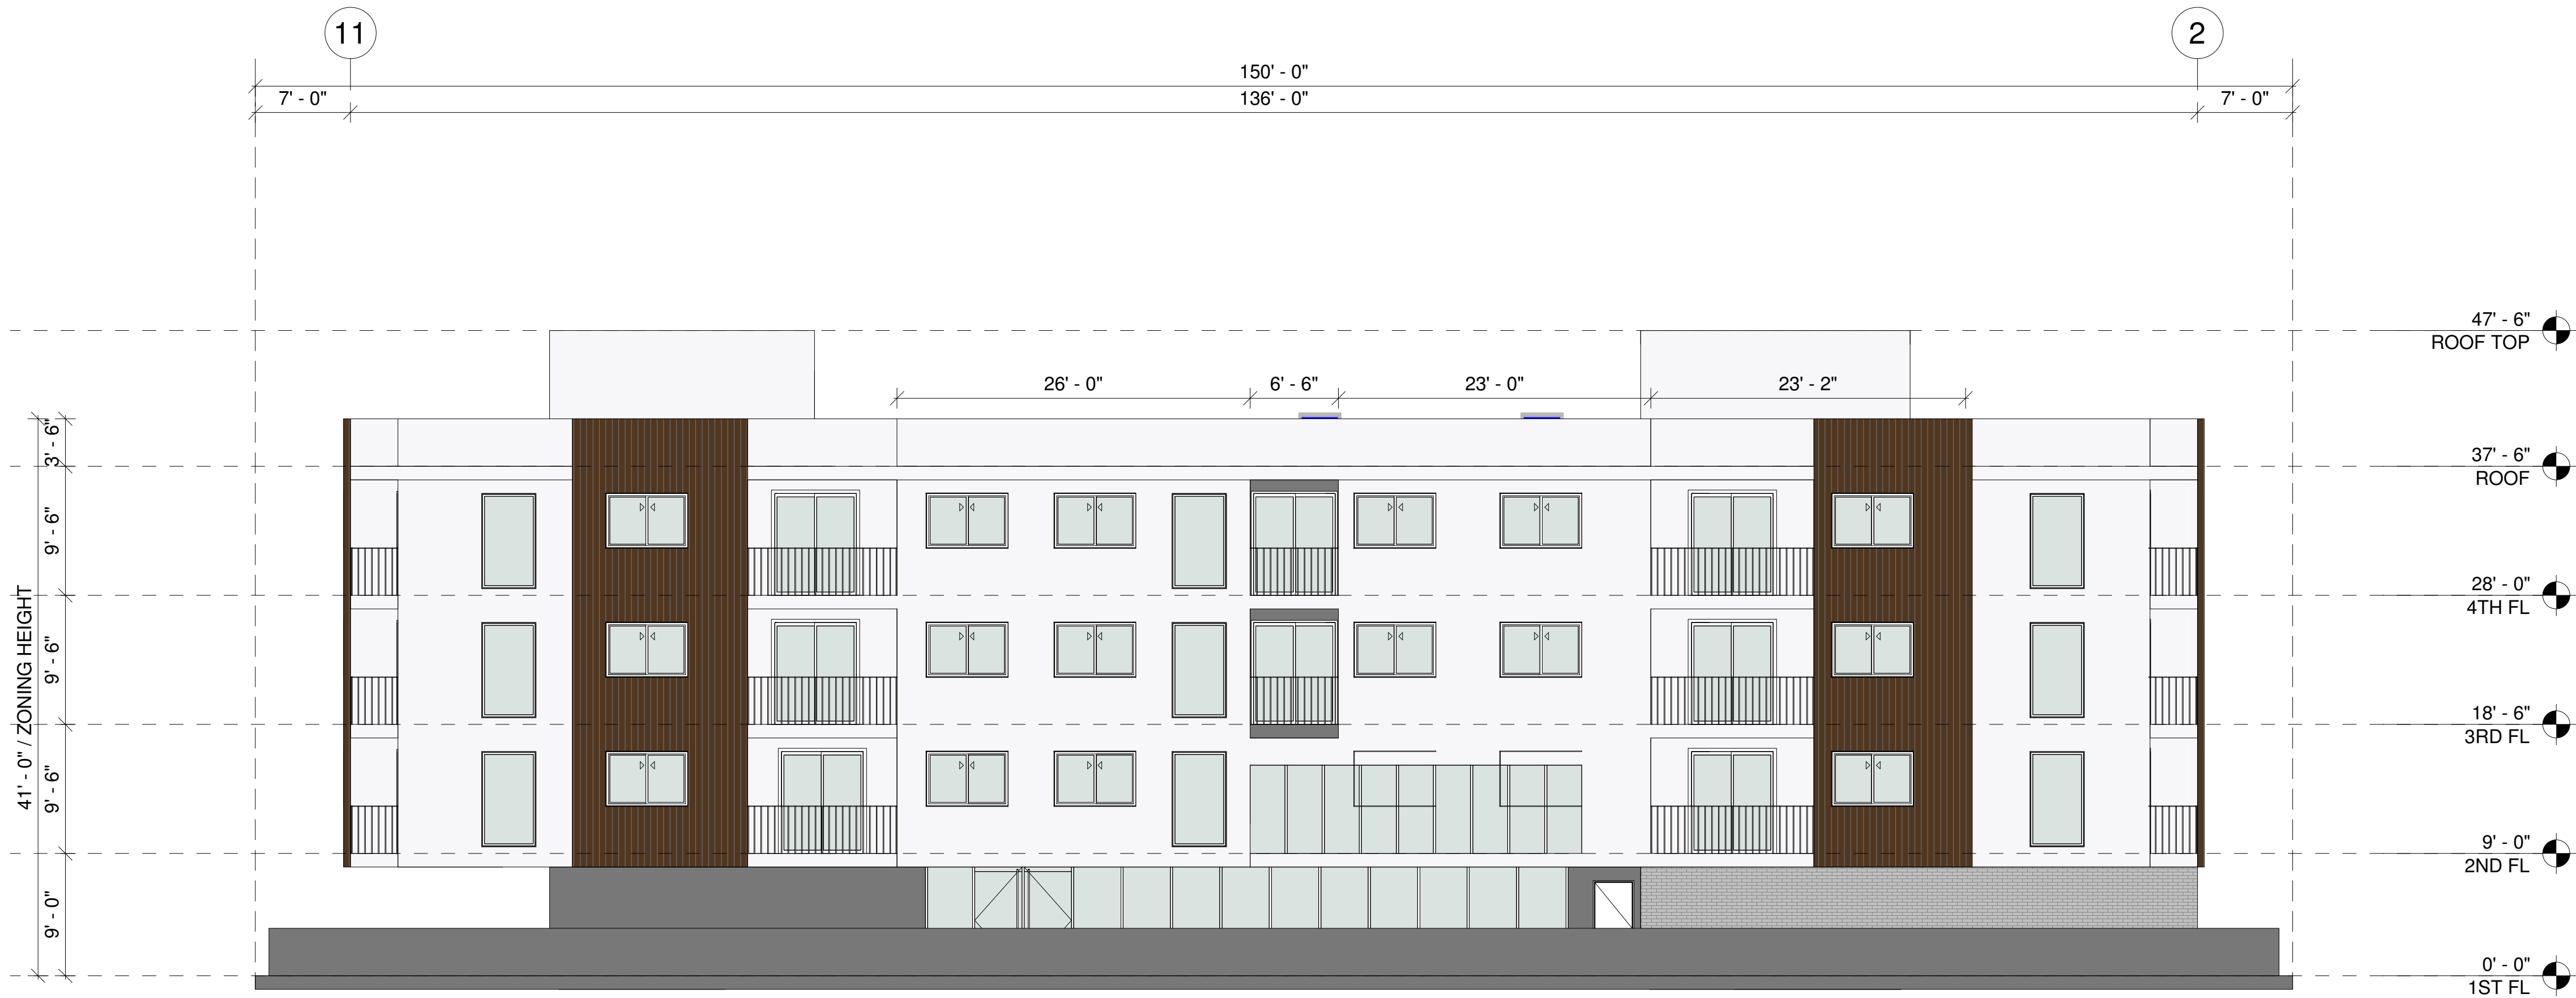 11
2
150' - 0"
7' - 0"
136' - 0"
7' - 0"
47' - 6"
ROOF TOP
26' - 0"
6' - 6"
23' - 0"
23' - 2"
3' - 6"
37' - 6"
ROOF
9' - 6"
28' - 0"
4TH FL
9' - 6"
41' - 0" / ZONING HEIGHT
18' - 6"
3RD FL
9' - 6"
9' - 0"
2ND FL
9' - 0"
0' - 0"
1ST FL